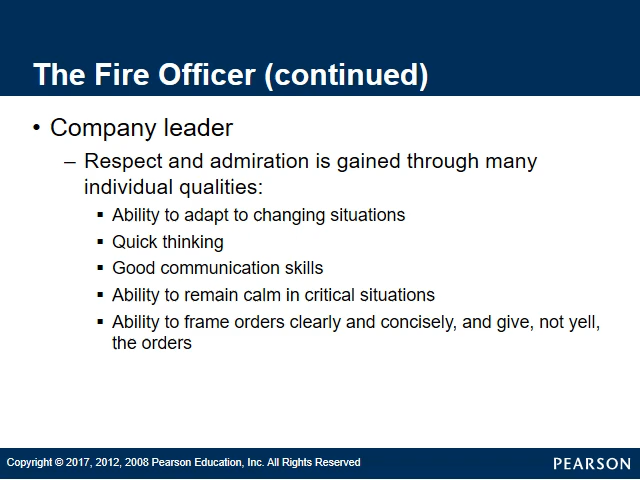 The Fire Officer (continued)
• Company leader
– Respect and admiration is gained through many
individual qualities:
▪ Ability to adapt to changing situations
▪ Quick thinking
▪ Good communication skills
▪ Ability to remain calm in critical situations
▪ Ability to frame orders clearly and concisely, and give, not yell,
the orders
Copyright © 2017, 2012, 2008 Pearson Education, Inc. All Rights Reserved
PEARSON